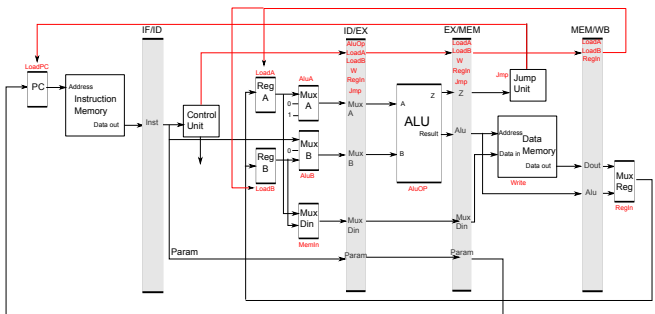 IF/ID
ID/EX
EX/MEM
MEM/WB
LoadPC
PC
Address
Instruction
Memory
Data out
Inst
Control
Unit
LoadA
Reg
A
LoadB
Reg
B
AluA
Mux
A
0
1
Mux
B
0
AluB
Mux
Din
MemIn
Param
AluOp
LoadA
LoadB
W
RegIn
Jmp
Mux
A
Mux
B
Mux
Din
Param
A
B
ALU
Z
Result
AluOP
LoadA
LoadB
W
RegIn
Jmp
Z
Alu
Mux
Din
Param
Jmp
Jump
Unit
Address
Data
Memory
Data in
Data out
Write
LoadA
LoadB
RegIn
Dout
Alu
Mux
Reg
RegIn